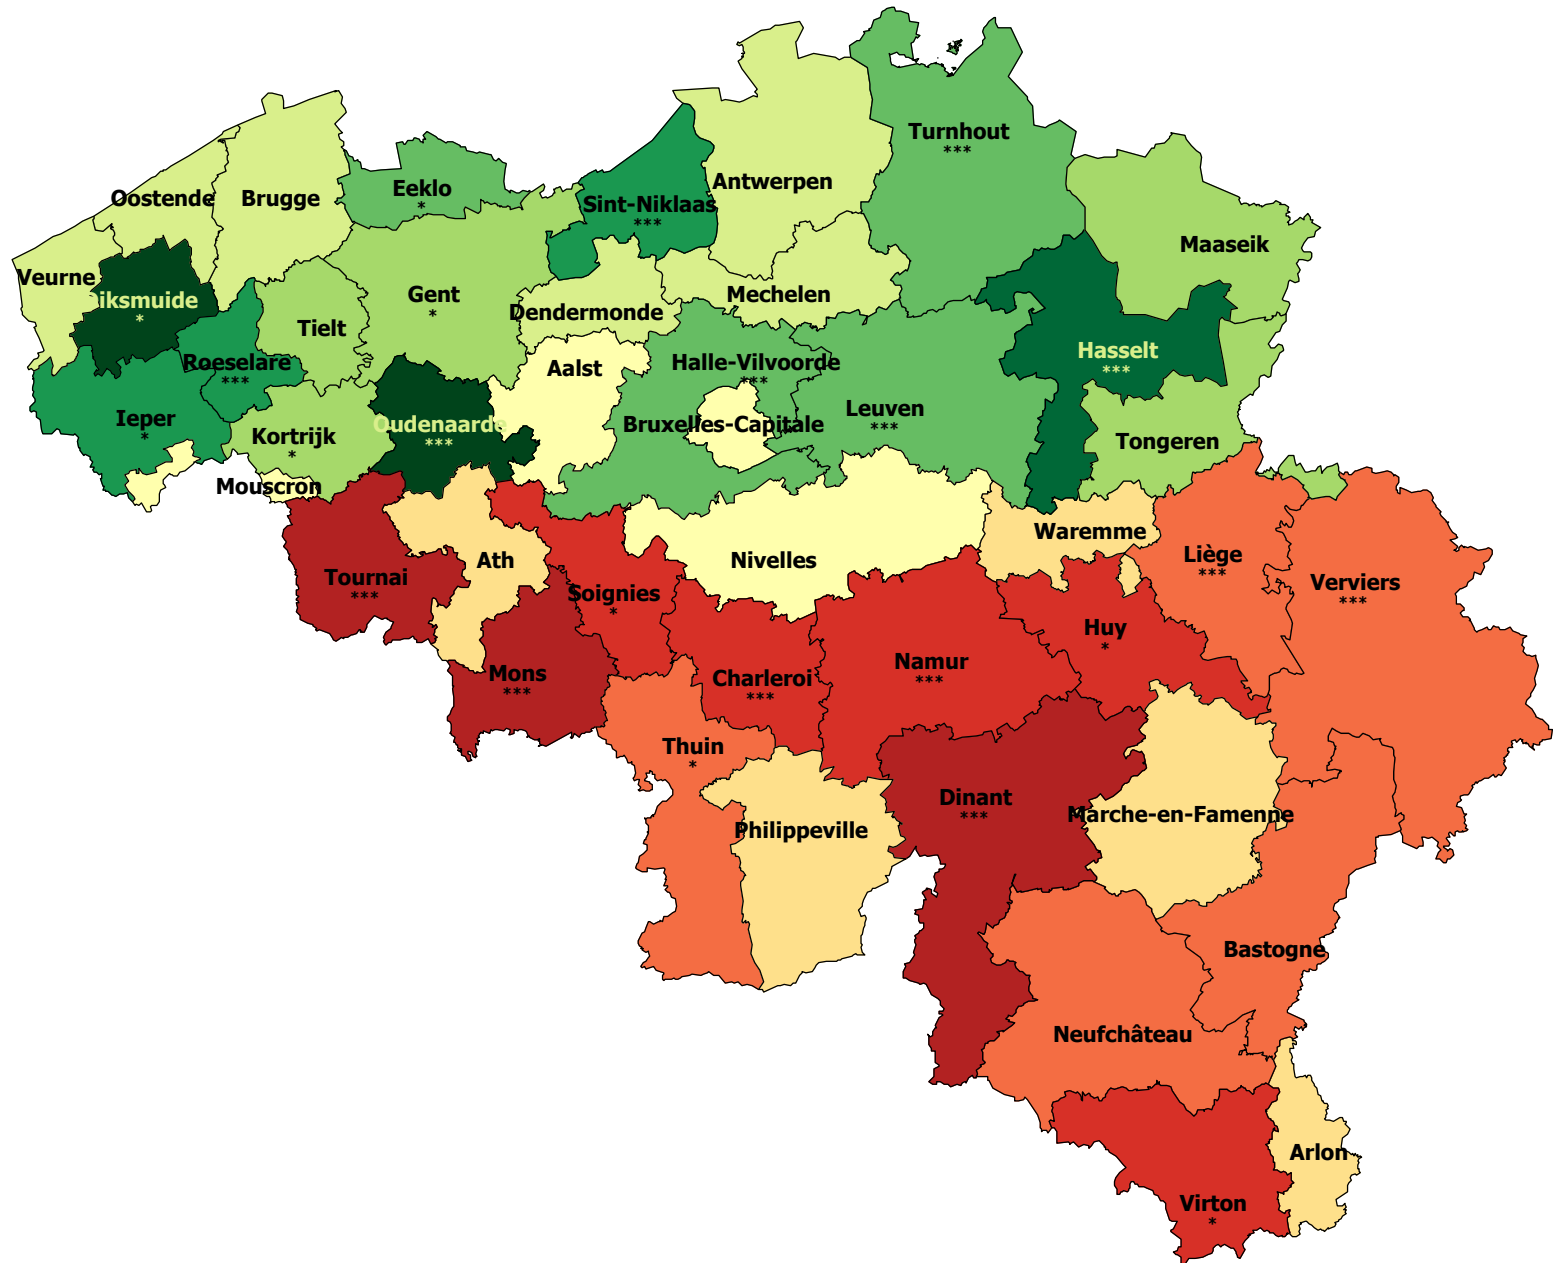 Turnhout
***
Antwerpen
Eeklo
*
Oostende
Brugge
Sint-Niklaas
***
Maaseik
Veurne
Diksmuide
*
Gent
*
Mechelen
Dendermonde
Tielt
Hasselt
***
Roeselare
***
Halle-Vilvoorde
***
Aalst
Leuven
***
Ieper
*
Oudenaarde
***
Bruxelles-Capitale
Kortrijk
*
Tongeren
Mouscron
Waremme
Ath
Nivelles
Liège
***
Tournai
***
Verviers
***
Soignies
*
Huy
*
Namur
***
Mons
***
Charleroi
***
Thuin
*
Dinant
***
Marche-en-Famenne
Philippeville
Bastogne
Neufchâteau
Arlon
Virton
*